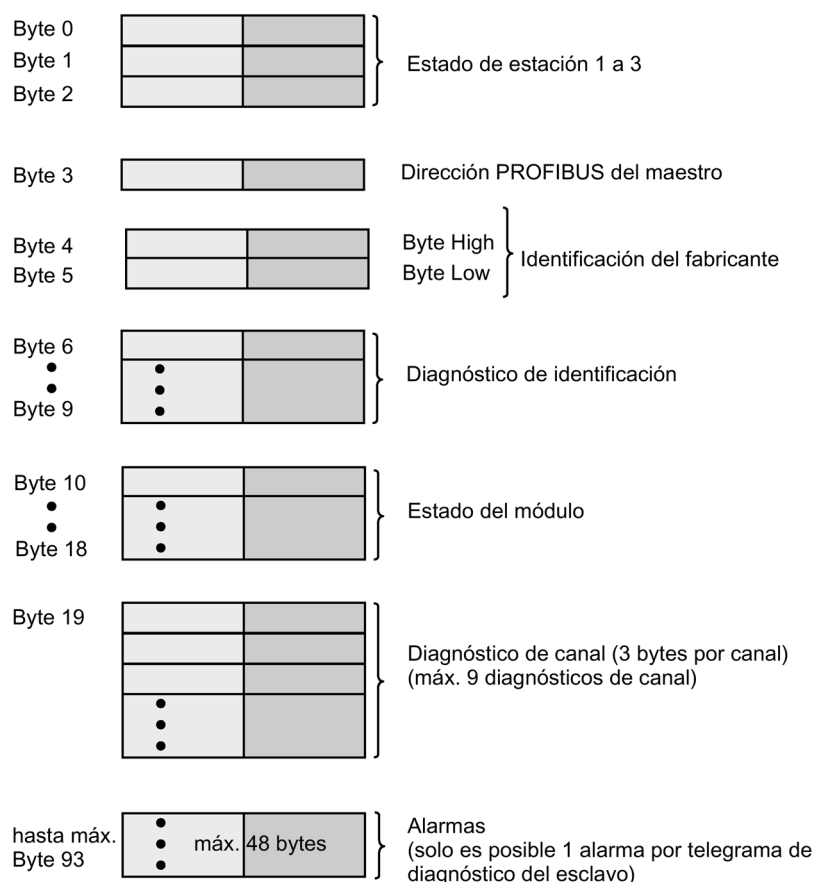 Byte 0
Byte 1
Byte 2
Estado de estación 1 a 3
Byte 3
Dirección PROFIBUS del maestro
Byte 4
Byte 5
Byte High
Byte Low
Identificación del fabricante
Byte 6
Byte 9
Diagnóstico de identificación
Byte 10
Byte 18
Estado del módulo
Byte 19
Diagnóstico de canal (3 bytes por canal)
(máx. 9 diagnósticos de canal)
hasta máx.
Byte 93
máx. 48 bytes
Alarmas
(solo es posible 1 alarma por telegrama de
diagnóstico del esclavo)